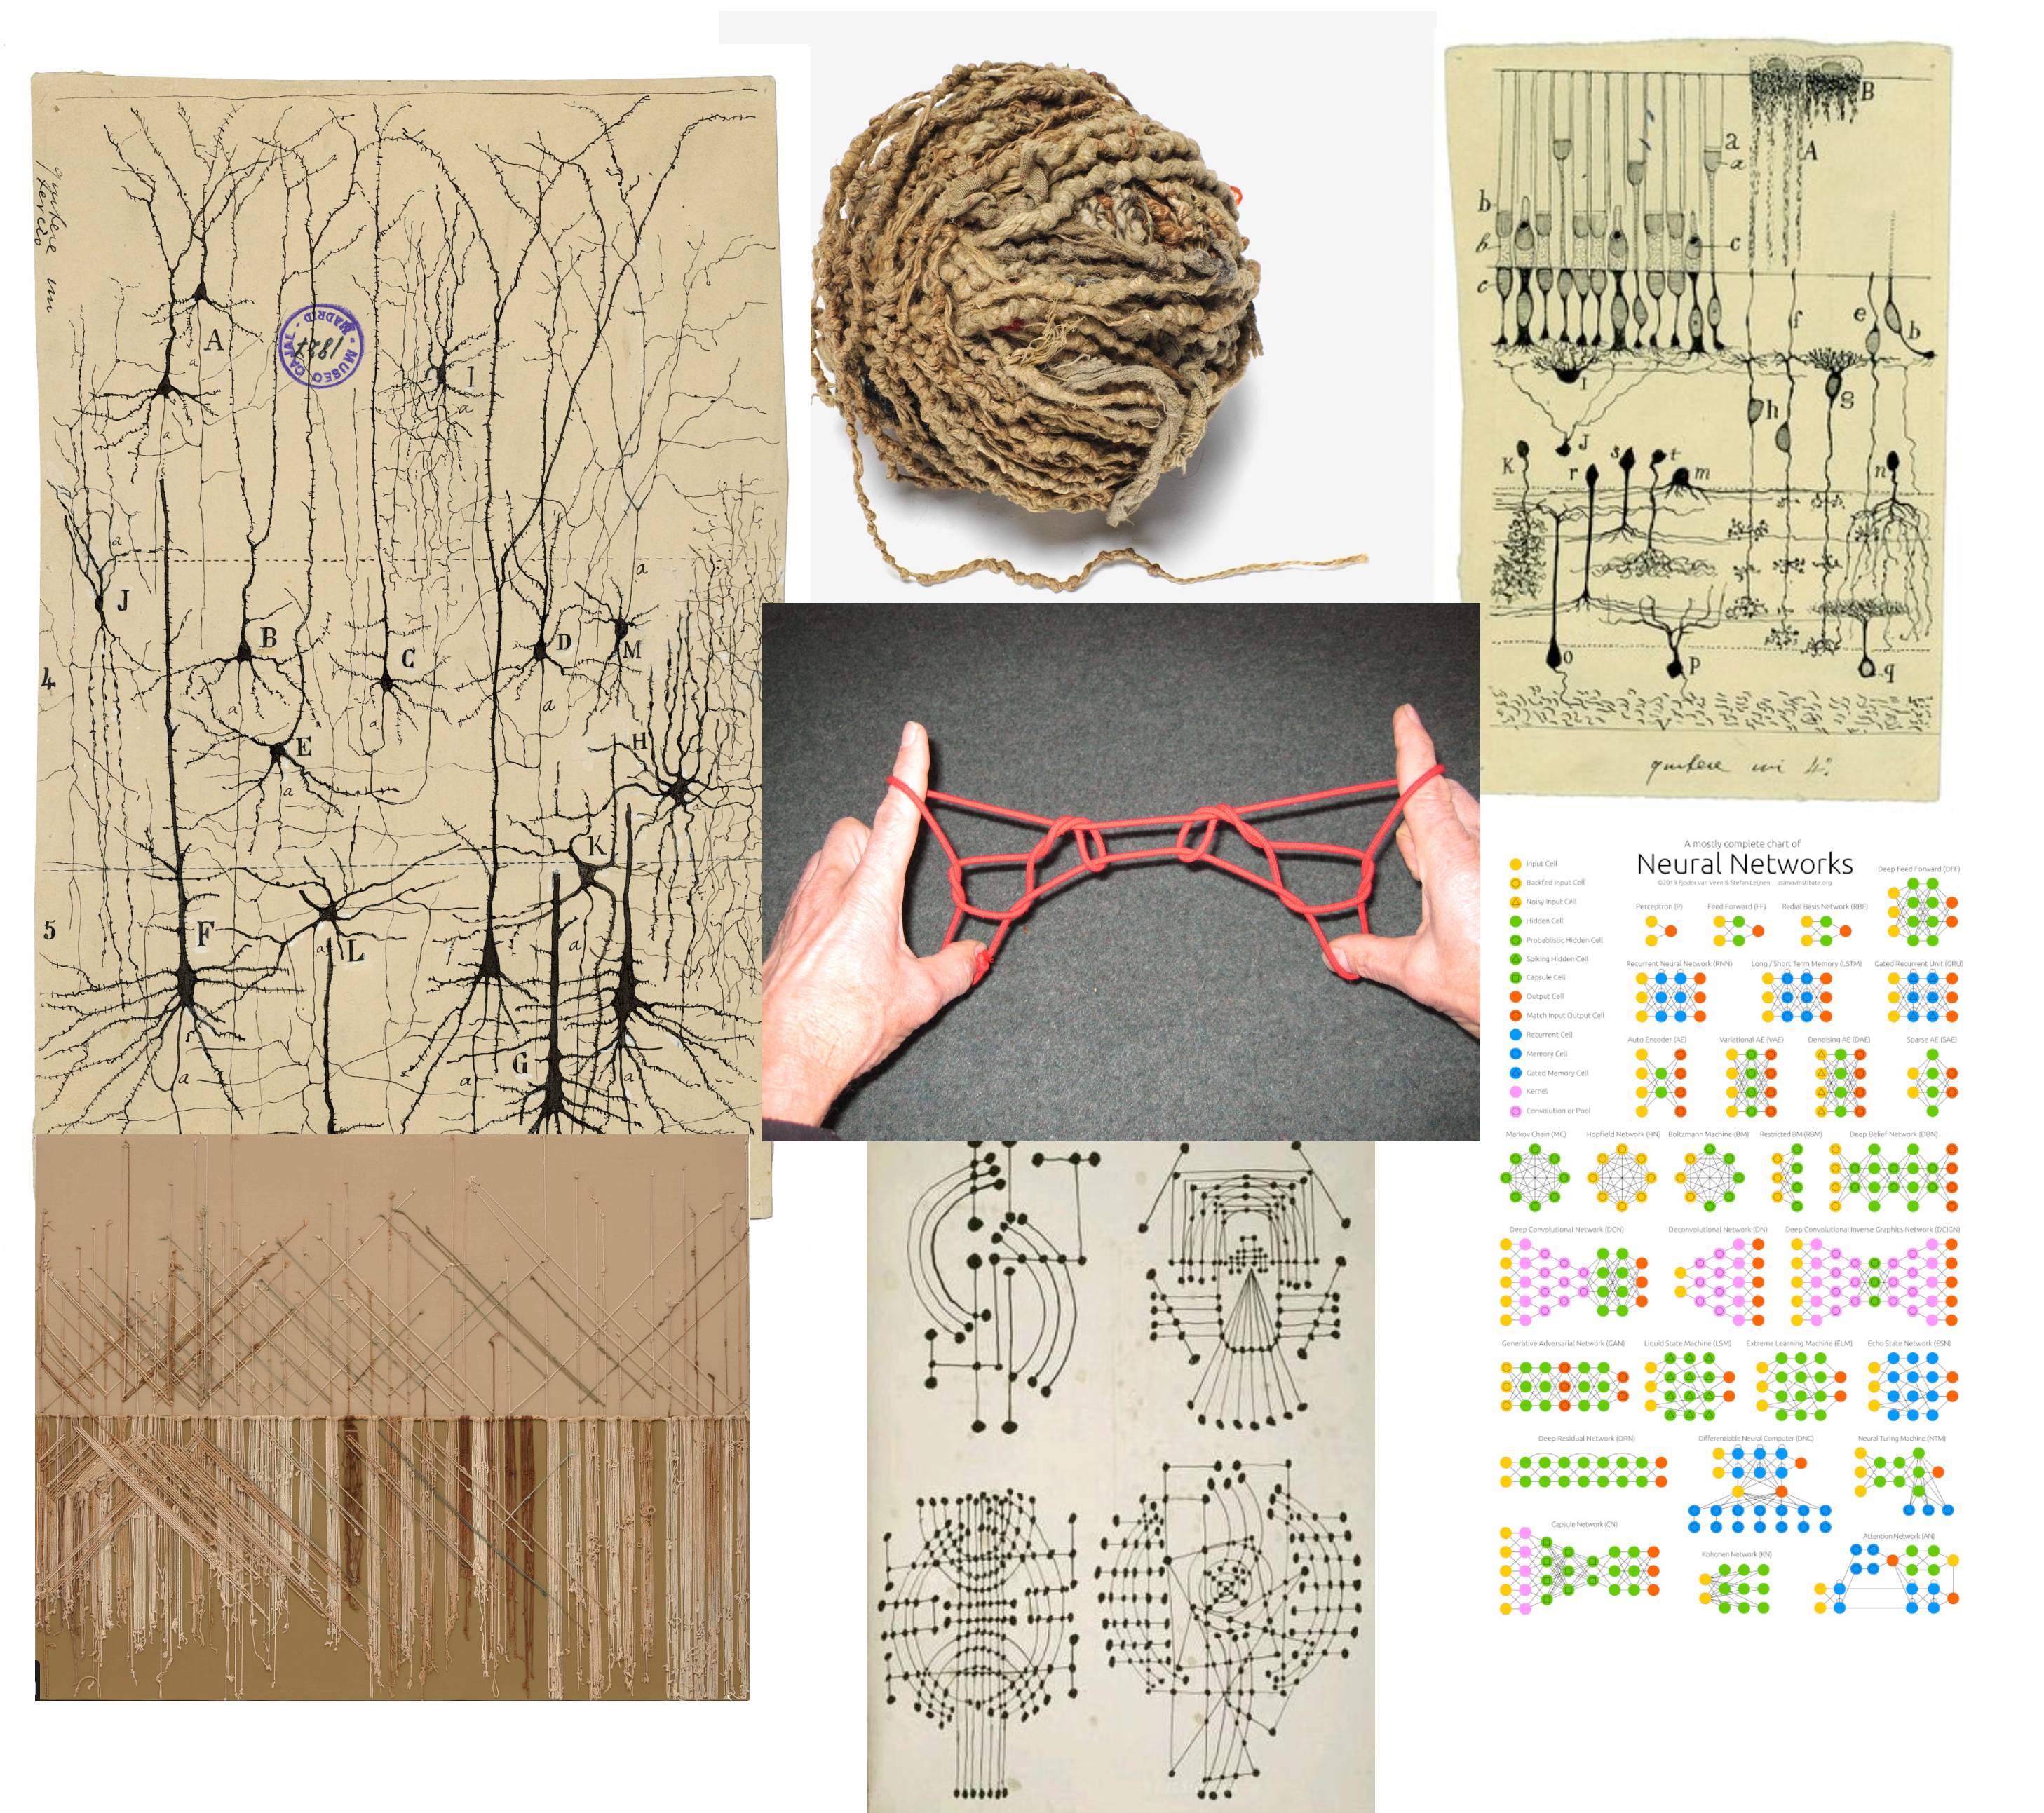 quitese un
tercio
A
a
MUSEO CAJAL - MADRID -
1827
I
a
a
a
a
J
B
C
D
M
4
a
a
a
E
H
a
a
K
5
F
L
a
a
G
a
a
a
B
a
a
A
b
b
c
c
f
e
b
I
h
g
J
K
r
s
t
m
n
o
p
q
A mostly complete chart of
Neural Networks
©2019 Fjodor van Veen & Stefan Leijnen asimovinstitute.org
Input Cell
Backfed Input Cell
Noisy Input Cell
Hidden Cell
Probablistic Hidden Cell
Spiking Hidden Cell
Capsule Cell
Output Cell
Match Input Output Cell
Recurrent Cell
Memory Cell
Gated Memory Cell
Kernel
Convolution or Pool
Perceptron (P)
Feed Forward (FF)
Radial Basis Network (RBF)
Deep Feed Forward (DFF)
Recurrent Neural Network (RNN)
Long / Short Term Memory (LSTM)
Gated Recurrent Unit (GRU)
Auto Encoder (AE)
Variational AE (VAE)
Denoising AE (DAE)
Sparse AE (SAE)
Markov Chain (MC)
Hopfield Network (HN)
Boltzmann Machine (BM)
Restricted BM (RBM)
Deep Belief Network (DBN)
Deep Convolutional Network (DCN)
Deconvolutional Network (DN)
Deep Convolutional Inverse Graphics Network (DCIGN)
Generative Adversarial Network (GAN)
Liquid State Machine (LSM)
Extreme Learning Machine (ELM)
Echo State Network (ESN)
Deep Residual Network (DRN)
Differentiable Neural Computer (DNC)
Neural Turing Machine (NTM)
Capsule Network (CN)
Kohonen Network (KN)
Attention Network (AN)